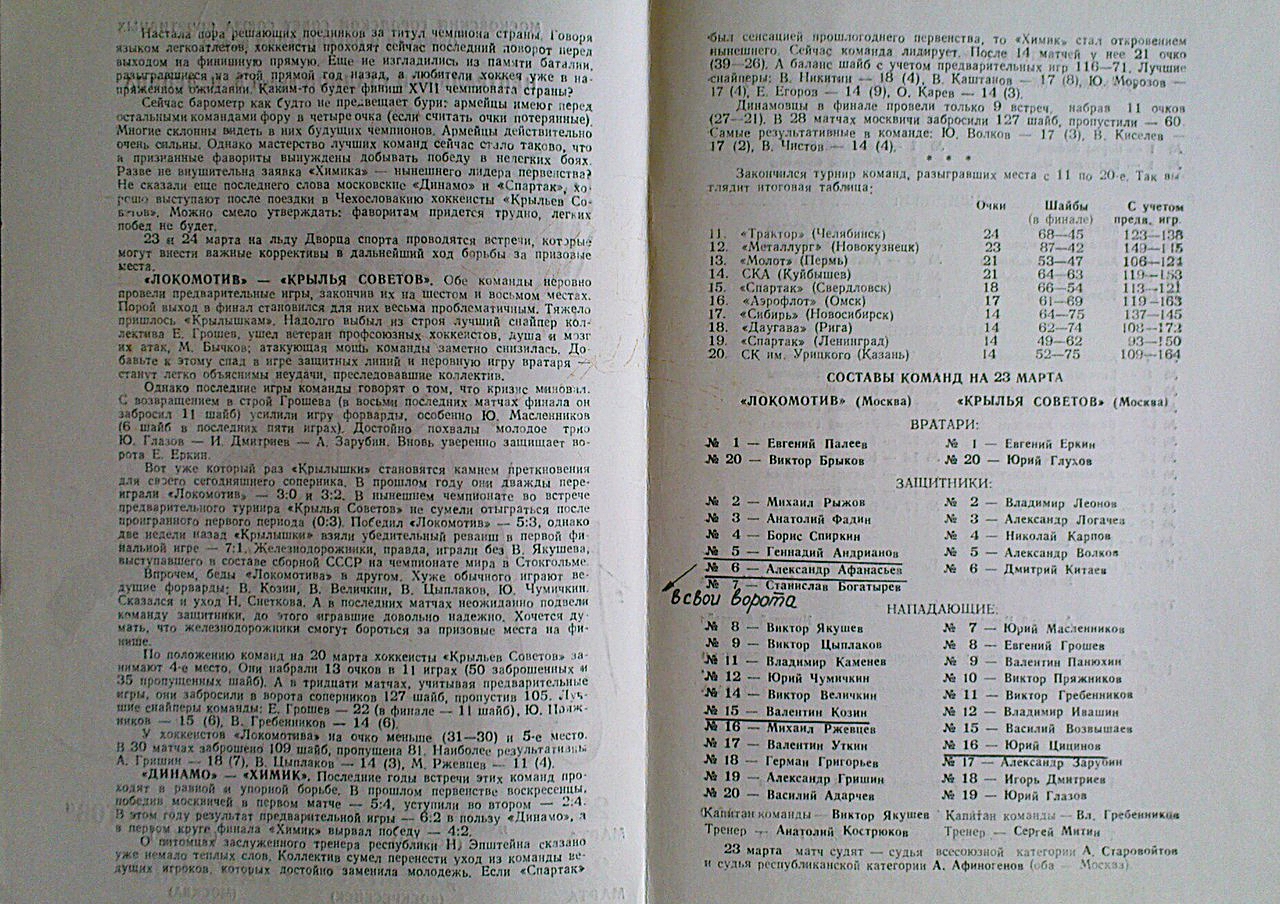 Настала пора решающих поединков за титул чемпиона страны. Говоря
языком легкоатлетов, хоккеисты проходят сейчас последний поворот перед
выходом на финишную прямую. Еще не изгладились из памяти баталии,
разыгравшиеся на этой прямой год назад, а любители хоккея уже в на-
пряженном ожидании. Каким-то будет финиш XVII чемпионата страны?
Сейчас барометр как будто не предвещает бури: армейцы имеют перед
остальными командами фору в четыре очка (если считать очки потерянные).
Многие склонны видеть в них будущих чемпионов. Армейцы действительно
очень сильны. Однако мастерство лучших команд сейчас стало таково, что
и признанные фавориты вынуждены добывать победу в нелегких боях.
Разве не внушительна заявка «Химика» — нынешнего лидера первенства?
Не сказали еще последнего слова московские «Динамо» и «Спартак», хо-
рошо выступают после поездки в Чехословакию хоккеисты «Крыльев Со-
ветов». Можно смело утверждать: фаворитам придется трудно, легких
побед не будет.
23 и 24 марта на льду Дворца спорта проводятся встречи, которые
могут внести важные коррективы в дальнейший ход борьбы за призовые
места.
«ЛОКОМОТИВ» — «КРЫЛЬЯ СОВЕТОВ». Обе команды неровно
провели предварительные игры, закончив их на шестом и восьмом местах.
Порой выход в финал становился для них весьма проблематичным. Тяжело
пришлось «Крылышкам». Надолго выбыл из строя лучший снайпер кол-
лектива Е. Грошев, ушел ветеран профсоюзных хоккеистов, душа и мозг
их атак, М. Бычков; атакующая мощь команды заметно снизилась. До-
бавьте к этому спад в игре защитных линий и неровную игру вратаря —
станут легко объяснимы неудачи, преследовавшие коллектив.
Однако последние игры команды говорят о том, что кризис миновал.
С возвращением в строй Грошева (в восьми последних матчах финала он
забросил 11 шайб) усилили игру форварды, особенно Ю. Масленников
(6 шайб в последних пяти играх). Достойно похвалы молодое трио
Ю. Глазов — И. Дмитриев — А. Зарубин. Вновь уверенно защищает во-
рота Е. Еркин.
Вот уже который раз «Крылышки» становятся камнем преткновения
для своего сегодняшнего соперника. В прошлом году они дважды пере-
играли «Локомотив» — 3:0 и 3:2. В нынешнем чемпионате во встрече
предварительного турнира «Крылья Советов» не сумели отыграться после
проигранного первого периода (0:3). Победил «Локомотив» — 5:3, однако
две недели назад «Крылышки» взяли убедительный реванш в первой фи-
нальной игре — 7:1. Железнодорожники, правда, играли без В. Якушева,
выступавшего в составе сборной СССР на чемпионате мира в Стокгольме.
Впрочем, беды «Локомотива» в другом. Хуже обычного играют ве-
дущие форварды: В. Козин, В. Величкин, В. Цыплаков, Ю. Чумичкин.
Сказался и уход Н. Снеткова. А в последних матчах неожиданно подвели
команду защитники, до этого игравшие довольно надежно. Хочется ду-
мать, что железнодорожники смогут бороться за призовые места на фи-
нише.
По положению команд на 20 марта хоккеисты «Крыльев Советов» за-
нимают 4-е место. Они набрали 13 очков в 11 играх (50 заброшенных и
35 пропущенных шайб). А в тридцати матчах, учитывая предварительные
игры, они забросили в ворота соперников 127 шайб, пропустив 105. Луч-
шие снайперы команды: Е. Грошев — 22 (в финале — 11 шайб), Ю. Пряж-
ников — 15 (6), В. Гребенников — 14 (6).
У хоккеистов «Локомотива» на очко меньше (31—30) и 5-е место.
В 30 матчах заброшено 109 шайб, пропущена 81. Наиболее результативны
А. Гришин — 18 (7), В. Цыплаков — 14 (3), М. Ржевцев — 11 (4).
«ДИНАМО» — «ХИМИК». Последние годы встречи этих команд про-
ходят в равной и упорной борьбе. В прошлом первенстве воскресенцы,
победив москвичей в первом матче — 5:4, уступили во втором — 2:4.
В этом году результат предварительной игры — 6:2 в пользу «Динамо», а
в первом круге финала «Химик» вырвал победу — 4:2.
О питомцах заслуженного тренера республики Н. Эпштейна сказано
уже немало теплых слов. Коллектив сумел перенести уход из команды ве-
дущих игроков, которых достойно заменила молодежь. Если «Спартак»
был сенсацией прошлогоднего первенства, то «Химик» стал откровением
нынешнего. Сейчас команда лидирует. После 14 матчей у нее 21 очко
(39—26). А баланс шайб с учетом предварительных игр 116—71. Лучшие
снайперы: В. Никитин — 18 (4), В. Каштанов — 17 (8), Ю. Морозов —
17 (4), Е. Егоров — 14 (9), О. Карев — 14 (3).
Динамовцы в финале провели только 9 встреч, набрав 11 очков
(27—21). В 28 матчах москвичи забросили 127 шайб, пропустили — 60.
Самые результативные в команде: Ю. Волков — 17 (3), В. Киселев —
17 (2), В. Чистов — 14 (4).
* * *
Закончился турнир команд, разыгравших места с 11 по 20-е. Так вы-
глядит итоговая таблица:
Очки Шайбы С учетом
(в финале) предв. игр.
11. «Трактор» (Челябинск) 24 68—45 123—138
12. «Металлург» (Новокузнецк) 23 87—42 149—115
13. «Молот» (Пермь) 21 53—47 106—124
14. СКА (Куйбышев) 21 64—63 119—153
15. «Спартак» (Свердловск) 18 66—54 113—121
16. «Аэрофлот» (Омск) 17 61—69 119—163
17. «Сибирь» (Новосибирск) 14 64—75 137—145
18. «Даугава» (Рига) 14 62—74 108—172
19. «Спартак» (Ленинград) 14 49—62 93—150
20. СК им. Урицкого (Казань) 14 52—75 109—164
СОСТАВЫ КОМАНД НА 23 МАРТА
«ЛОКОМОТИВ» (Москва) «КРЫЛЬЯ СОВЕТОВ» (Москва)
ВРАТАРИ:
№ 1 — Евгений Палеев № 1 — Евгений Еркин
№ 20 — Виктор Брыков № 20 — Юрий Глухов
ЗАЩИТНИКИ:
№ 2 — Михаил Рыжов № 2 — Владимир Леонов
№ 3 — Анатолий Фадин № 3 — Александр Логачев
№ 4 — Борис Спиркин № 4 — Николай Карпов
№ 5 — Геннадий Андрианов № 5 — Александр Волков
№ 6 — Александр Афанасьев № 6 — Дмитрий Китаев
№ 7 — Станислав Богатырев
в свои ворота
НАПАДАЮЩИЕ:
№ 8 — Виктор Якушев № 7 — Юрий Масленников
№ 9 — Виктор Цыплаков № 8 — Евгений Грошев
№ 11 — Владимир Каменев № 9 — Валентин Панюхин
№ 12 — Юрий Чумичкин № 10 — Виктор Пряжников
№ 14 — Виктор Величкин № 11 — Виктор Гребенников
№ 15 — Валентин Козин № 12 — Владимир Ивашин
№ 16 — Михаил Ржевцев № 15 — Василий Возвышаев
№ 17 — Валентин Уткин № 16 — Юрий Цицинов
№ 18 — Герман Григорьев № 17 — Александр Зарубин
№ 19 — Александр Гришин № 18 — Игорь Дмитриев
№ 20 — Василий Адарчев № 19 — Юрий Глазов
Капитан команды — Виктор Якушев Капитан команды — Вл. Гребенников
Тренер — Анатолий Кострюков Тренер — Сергей Митин
23 марта матч судят — судья всесоюзной категории А. Старовойтов
и судья республиканской категории А. Афиногенов (оба — Москва).